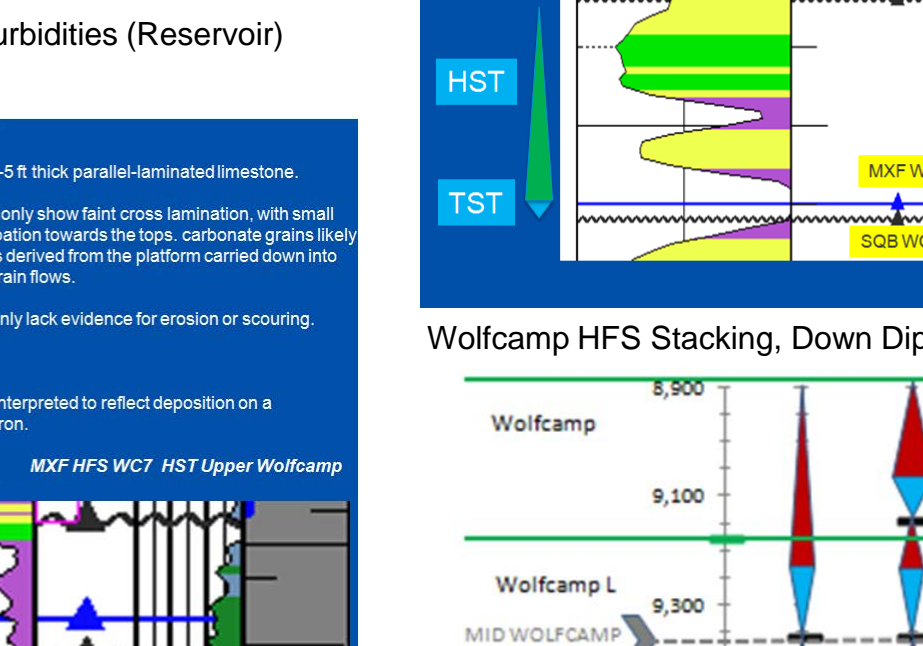 urbidities (Reservoir)
-5 ft thick parallel-laminated limestone.
only show faint cross lamination, with small
bation towards the tops. carbonate grains likely
s derived from the platform carried down into
rain flows.
nly lack evidence for erosion or scouring.
nterpreted to reflect deposition on a
ron.
MXF HFS WC7 HST Upper Wolfcamp
HST
TST
MXF W
SQB WC
Wolfcamp HFS Stacking, Down Dip
8,900
Wolfcamp
9,100
Wolfcamp L
9,300
MID WOLFCAMP